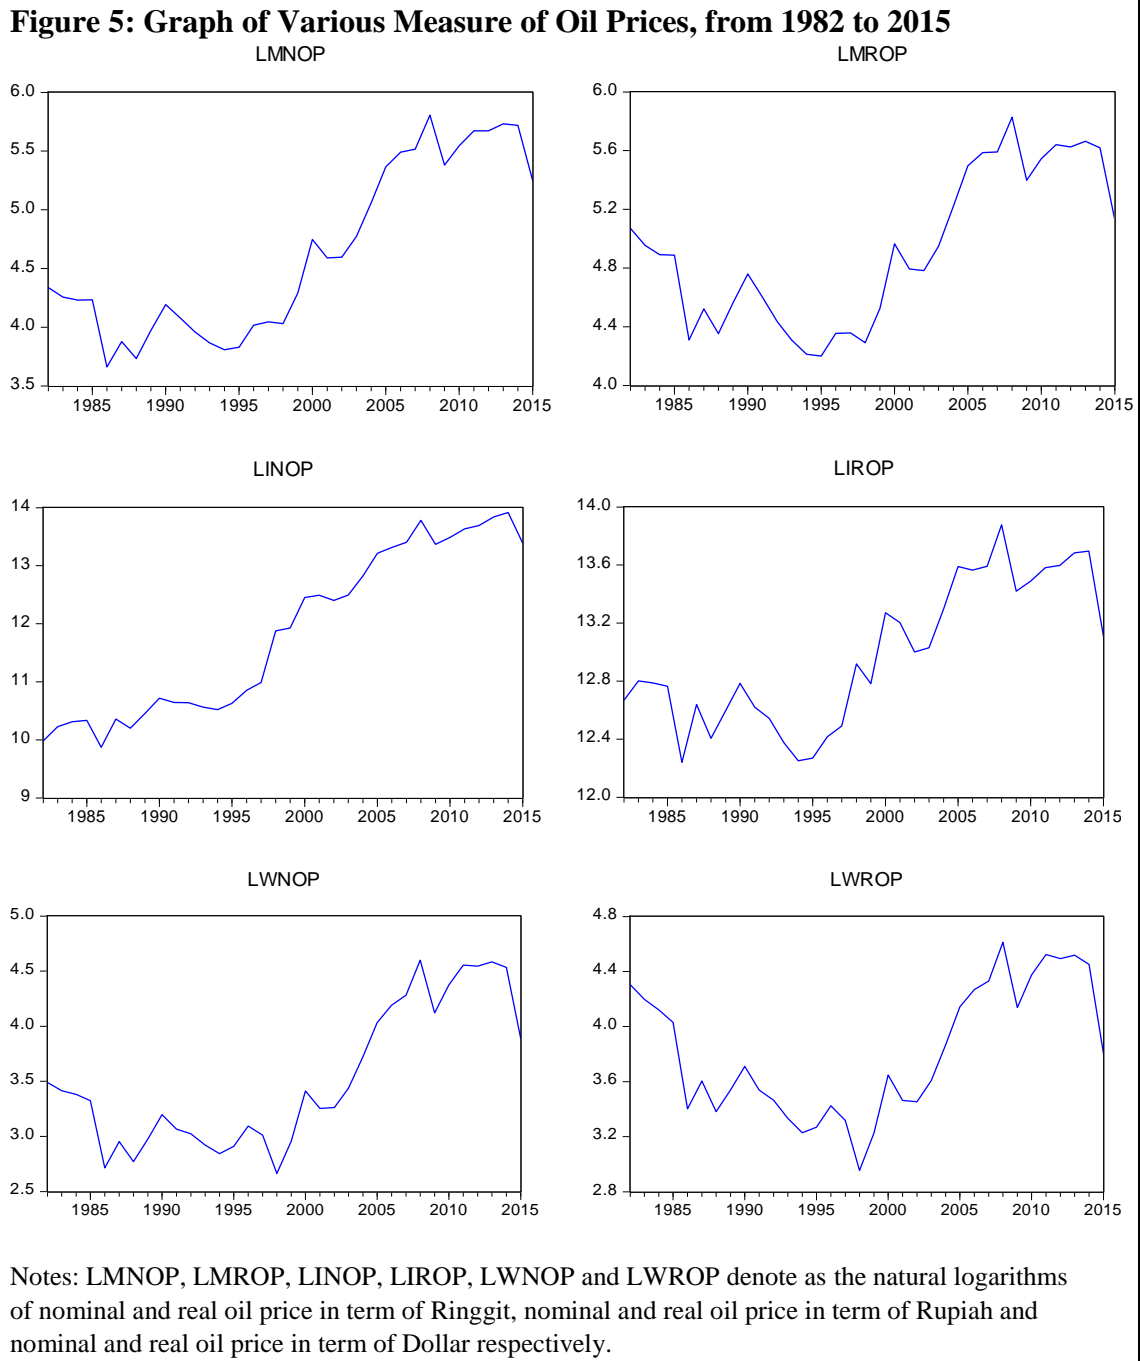 Figure 5: Graph of Various Measure of Oil Prices, from 1982 to 2015
LMNOP
6.0
5.5
5.0
4.5
4.0
3.5
1985 1990 1995 2000 2005 2010 2015
LMROP
6.0
5.6
5.2
4.8
4.4
4.0
1985 1990 1995 2000 2005 2010 2015
LINOP
14
13
12
11
10
9
1985 1990 1995 2000 2005 2010 2015
LIROP
14.0
13.6
13.2
12.8
12.4
12.0
1985 1990 1995 2000 2005 2010 2015
LWNOP
5.0
4.5
4.0
3.5
3.0
2.5
1985 1990 1995 2000 2005 2010 2015
LWROP
4.8
4.4
4.0
3.6
3.2
2.8
1985 1990 1995 2000 2005 2010 2015
Notes: LMNOP, LMROP, LINOP, LIROP, LWNOP and LWROP denote as the natural logarithms
of nominal and real oil price in term of Ringgit, nominal and real oil price in term of Rupiah and
nominal and real oil price in term of Dollar respectively.